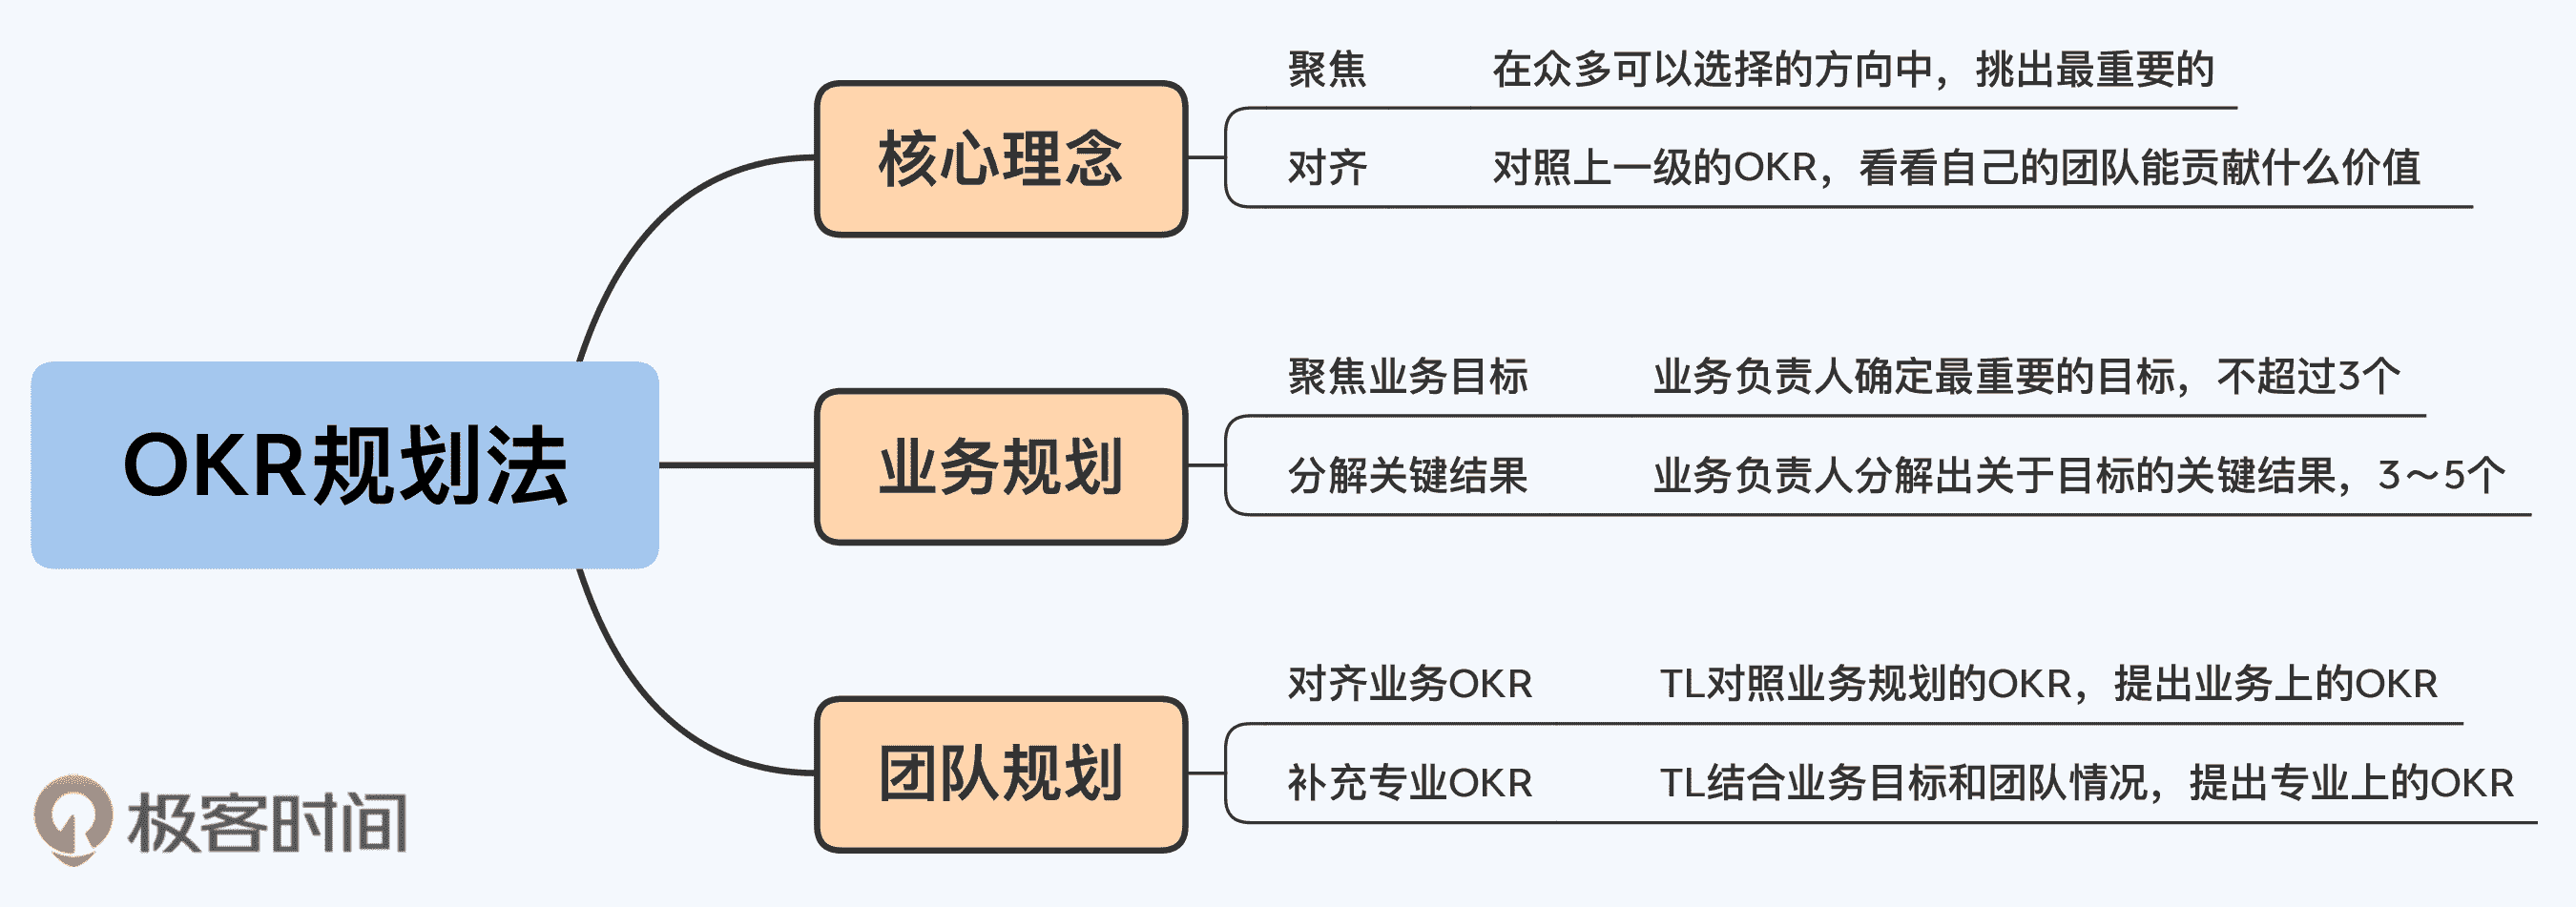 OKR规划法
核心理念
聚焦 在众多可以选择的方向中，挑出最重要的
对齐 对照上一级的OKR，看看自己的团队能贡献什么价值
业务规划
聚焦业务目标 业务负责人确定最重要的目标，不超过3个
分解关键结果 业务负责人分解出关于目标的关键结果，3～5个
团队规划
对齐业务OKR TL对照业务规划的OKR，提出业务上的OKR
补充专业OKR TL结合业务目标和团队情况，提出专业上的OKR
极客时间